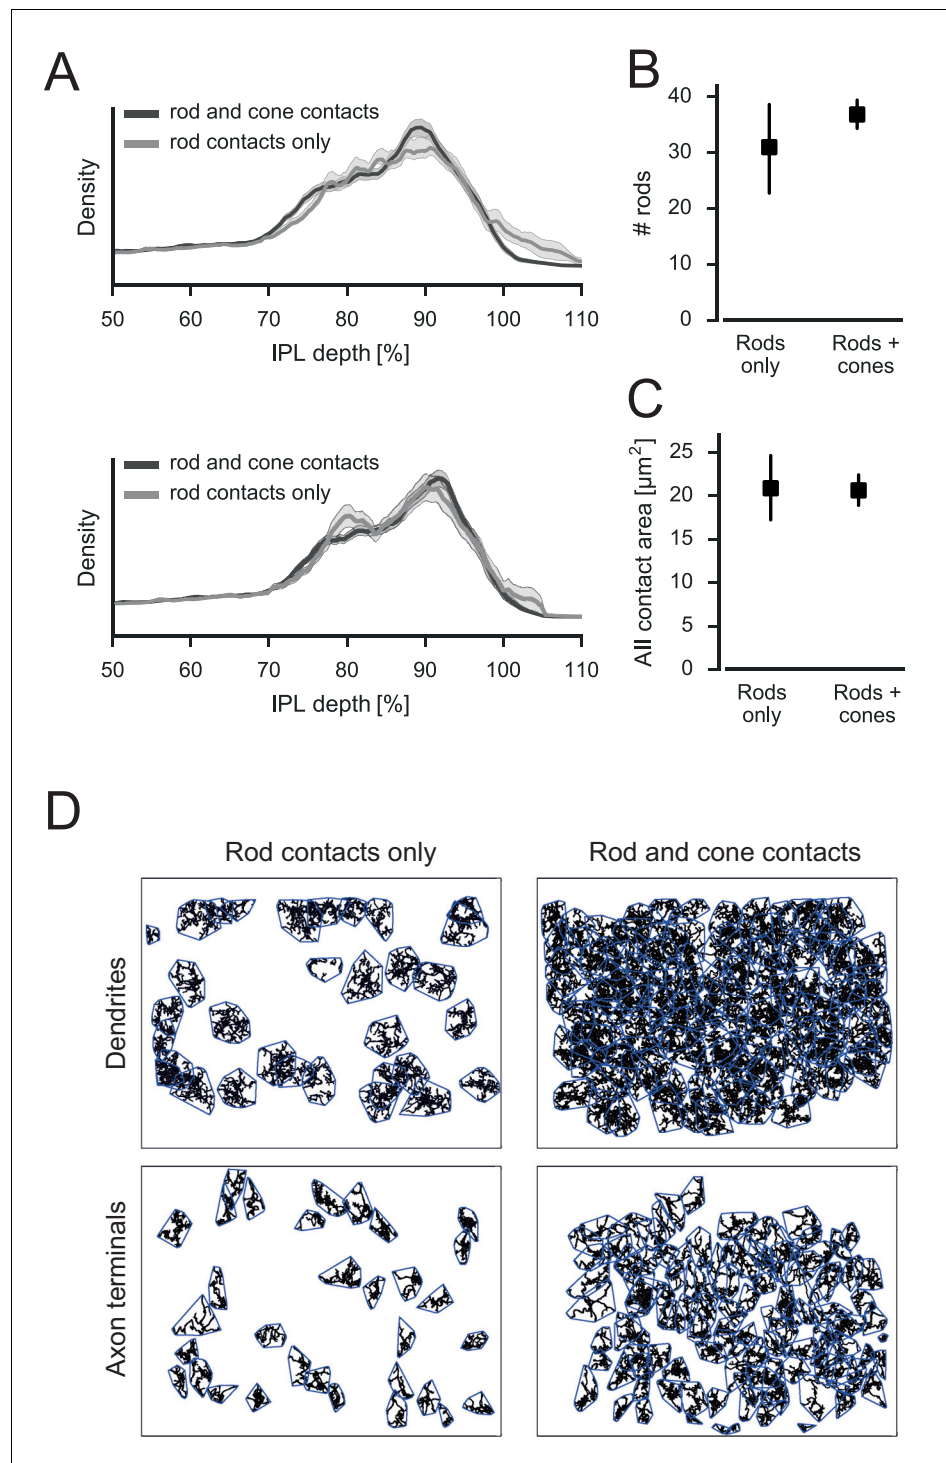 A
rod and cone contacts
rod contacts only
Density
50 60 70 80 90 100 110
IPL depth [%]
rod and cone contacts
rod contacts only
Density
50 60 70 80 90 100 110
IPL depth [%]
B
# rods
40
30
20
10
0
Rods only
Rods + cones
C
All contact area [µm²]
25
20
15
10
5
0
Rods only
Rods + cones
D
Rod contacts only
Rod and cone contacts
Dendrites
Axon terminals